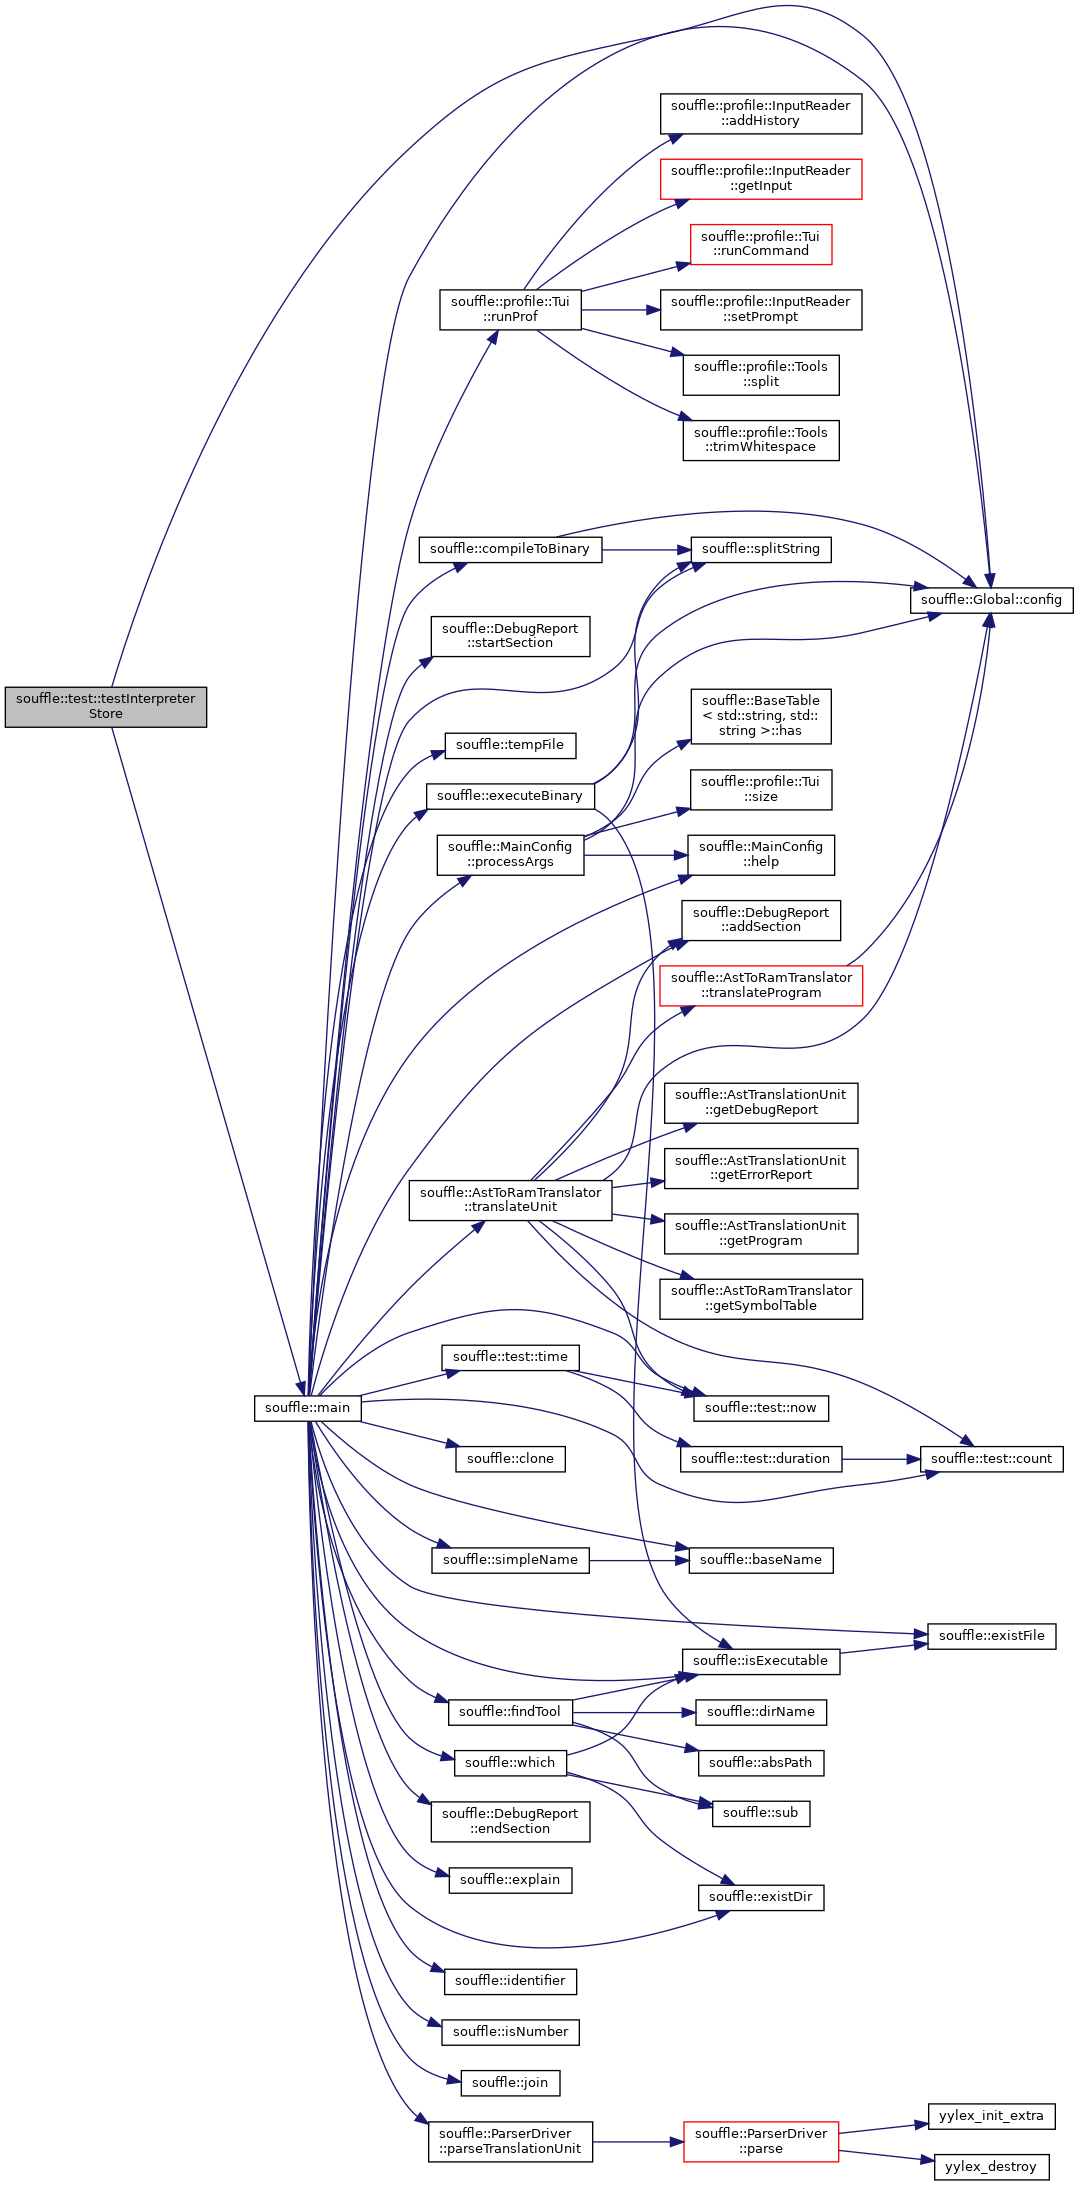 souffle::profile::InputReader
::addHistory
souffle::profile::InputReader
::getInput
souffle::profile::Tui
::runCommand
souffle::profile::Tui
::runProf
souffle::profile::InputReader
::setPrompt
souffle::profile::Tools
::split
souffle::profile::Tools
::trimWhitespace
souffle::compileToBinary
souffle::splitString
souffle::Global::config
souffle::DebugReport
::startSection
souffle::test::testInterpreter
Store
souffle::BaseTable
< std::string, std::
string >::has
souffle::tempFile
souffle::executeBinary
souffle::profile::Tui
::size
souffle::MainConfig
::processArgs
souffle::MainConfig
::help
souffle::DebugReport
::addSection
souffle::AstToRamTranslator
::translateProgram
souffle::AstTranslationUnit
::getDebugReport
souffle::AstTranslationUnit
::getErrorReport
souffle::AstToRamTranslator
::translateUnit
souffle::AstTranslationUnit
::getProgram
souffle::AstToRamTranslator
::getSymbolTable
souffle::test::time
souffle::main
souffle::test::now
souffle::clone
souffle::test::duration
souffle::test::count
souffle::simpleName
souffle::baseName
souffle::existFile
souffle::isExecutable
souffle::findTool
souffle::dirName
souffle::which
souffle::absPath
souffle::DebugReport
::endSection
souffle::sub
souffle::explain
souffle::existDir
souffle::identifier
souffle::isNumber
souffle::join
souffle::ParserDriver
::parseTranslationUnit
souffle::ParserDriver
::parse
yylex_init_extra
yylex_destroy